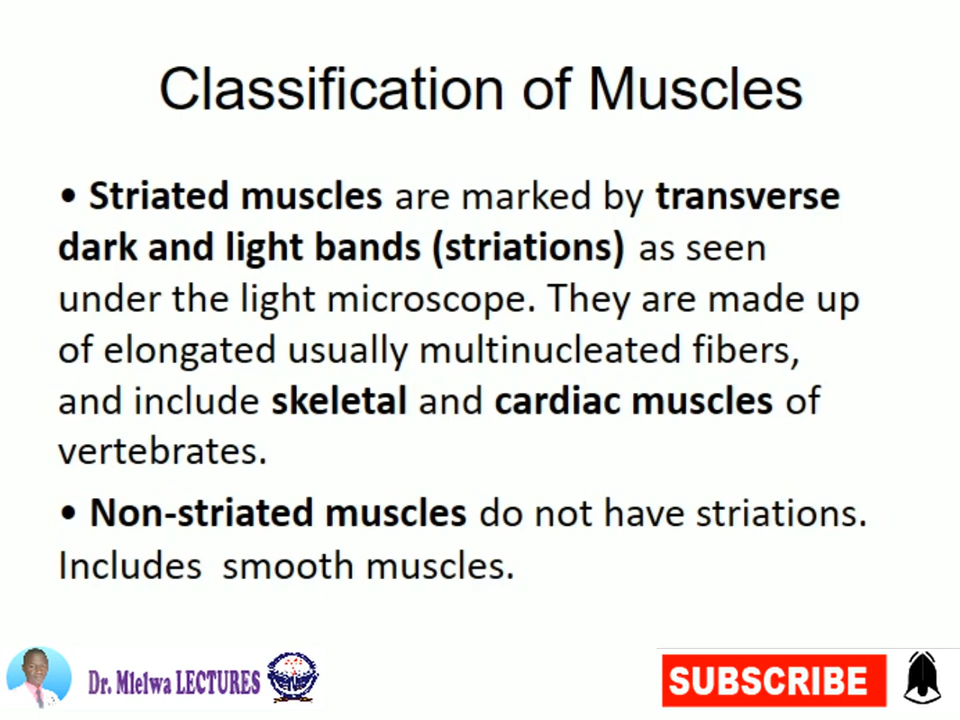 Classification of Muscles
• Striated muscles are marked by transverse
dark and light bands (striations) as seen
under the light microscope. They are made up
of elongated usually multinucleated fibers,
and include skeletal and cardiac muscles of
vertebrates.
• Non-striated muscles do not have striations.
Includes  smooth muscles.
Dr. Mlelwa LECTURES
SUBSCRIBE